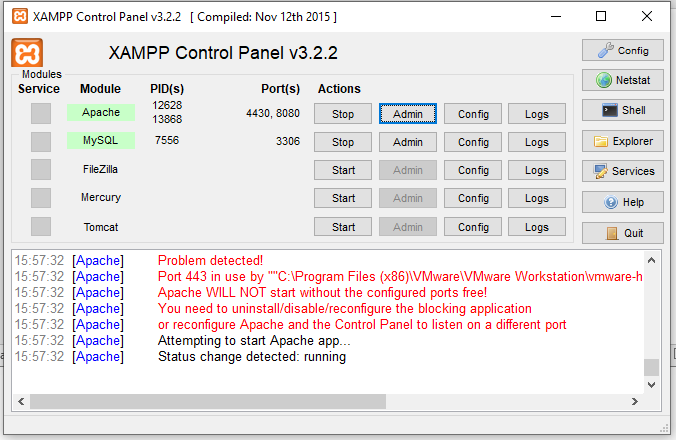 XAMPP Control Panel v3.2.2 [ Compiled: Nov 12th 2015 ]
XAMPP Control Panel v3.2.2
Config
Modules
Service Module PID(s) Port(s) Actions
Netstat
Apache 12628 13868 4430, 8080 Stop Admin Config Logs
Shell
MySQL 7556 3306 Stop Admin Config Logs
Explorer
FileZilla Start Admin Config Logs
Services
Mercury Start Admin Config Logs
Help
Tomcat Start Admin Config Logs
Quit
15:57:32 [Apache] Problem detected!
15:57:32 [Apache] Port 443 in use by ""C:\Program Files (x86)\VMware\VMware Workstation\vmware-h
15:57:32 [Apache] Apache WILL NOT start without the configured ports free!
15:57:32 [Apache] You need to uninstall/disable/reconfigure the blocking application
15:57:32 [Apache] or reconfigure Apache and the Control Panel to listen on a different port
15:57:32 [Apache] Attempting to start Apache app...
15:57:32 [Apache] Status change detected: running